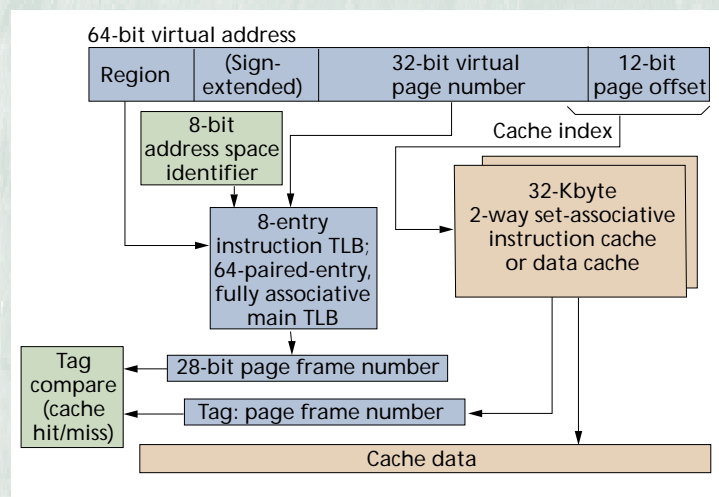 64-bit virtual address
Region
(Sign-
extended)
32-bit virtual
page number
12-bit
page offset
8-bit
address space
identifier
Cache index
32-Kbyte
2-way set-associative
instruction cache
or data cache
8-entry
instruction TLB;
64-paired-entry,
fully associative
main TLB
Tag
compare
(cache
hit/miss)
28-bit page frame number
Tag: page frame number
Cache data